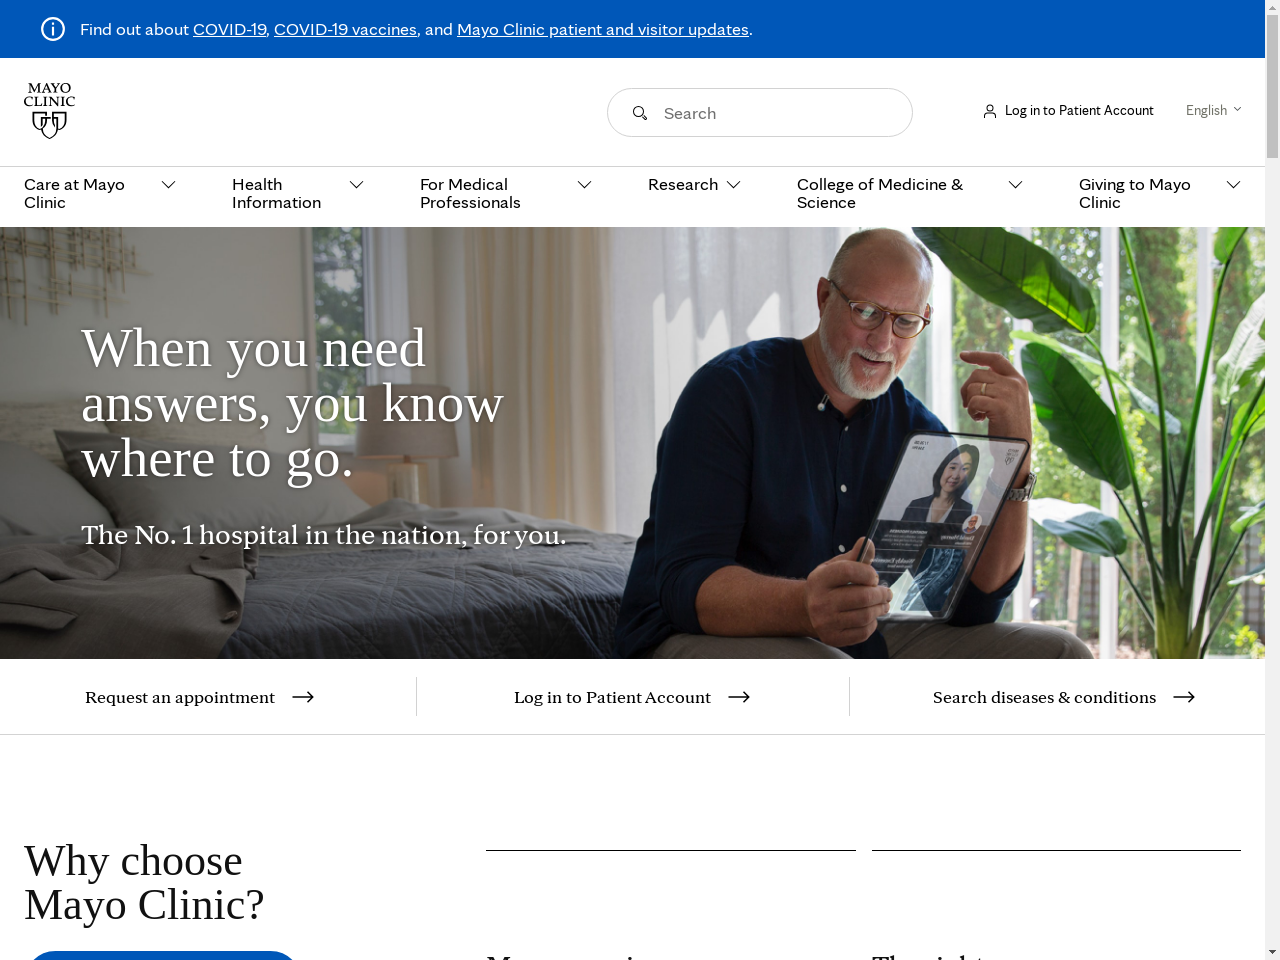 Find out about COVID-19, COVID-19 vaccines, and Mayo Clinic patient and visitor updates.
MAYO
CLINIC
Search
Log in to Patient Account
English
Care at Mayo
Clinic
Health
Information
For Medical
Professionals
Research
College of Medicine &
Science
Giving to Mayo
Clinic
When you need
answers, you know
where to go.
The No. 1 hospital in the nation, for you.
Request an appointment
Log in to Patient Account
Search diseases & conditions
Why choose
Mayo Clinic?